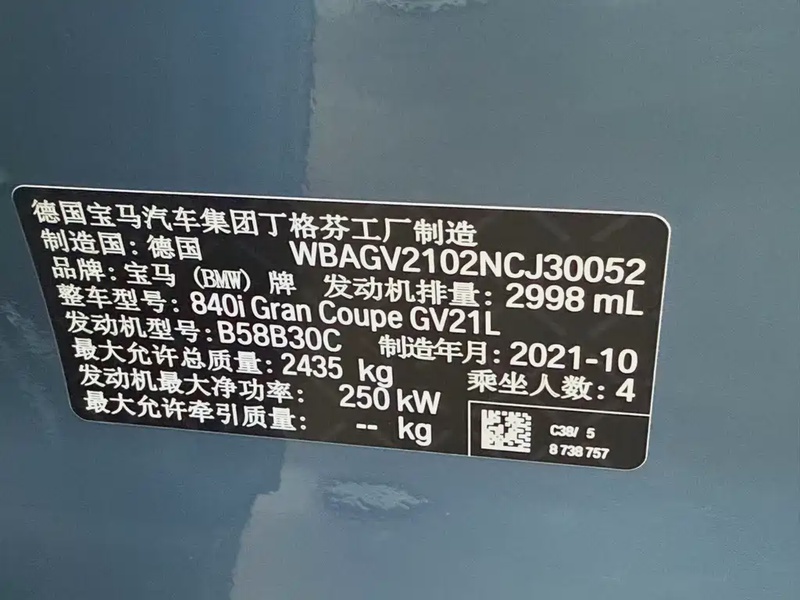 德国宝马汽车集团丁格芬工厂制造
制造国: 德国 WBAGV2102NCJ30052
品牌: 宝马 (BMW) 牌 发动机排量: 2998 mL
整车型号: 840i Gran Coupe GV21L
发动机型号: B58B30C 制造年月: 2021-10
最大允许总质量: 2435 kg 乘坐人数: 4
发动机最大净功率: 250 kW
最大允许牵引质量: -- kg
C38/ 5
8 738 757